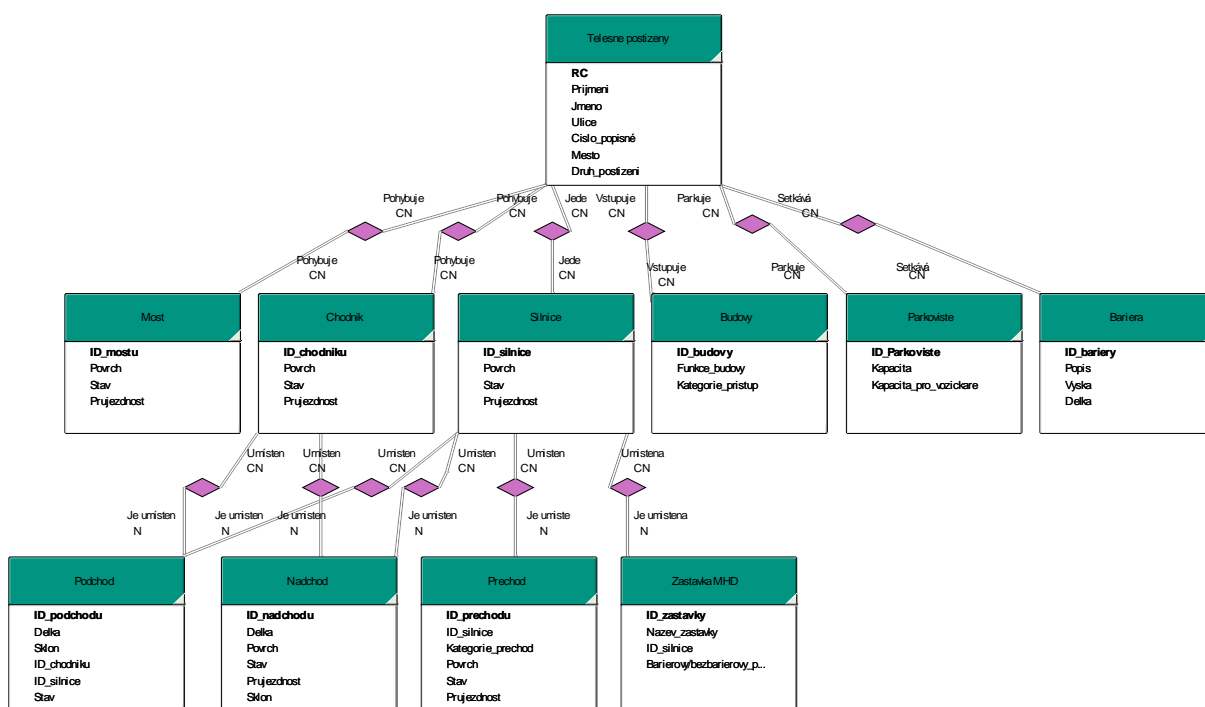 Telesne postizeny
RC
Prijmeni
Jmeno
Ulice
Cislo_popisné
Mesto
Druh_postizeni
Pohybuje
CN
Pohybuje
CN
Jede
CN
Vstupuje
CN
Parkuje
CN
Setkává
CN
Pohybuje
CN
Pohybuje
CN
Jede
CN
Vstupuje
CN
Parkuje
CN
Setkává
CN
Most
ID_mostu
Povrch
Stav
Prujezdnost
Chodnik
ID_chodniku
Povrch
Stav
Prujezdnost
Silnice
ID_silnice
Povrch
Stav
Prujezdnost
Budovy
ID_budovy
Funkce_budovy
Kategorie_pristup
Parkoviste
ID_Parkoviste
Kapacita
Kapacita_pro_vozickare
Bariera
ID_bariery
Popis
Vyska
Delka
Umísten
CN
Umisten
CN
Umisten
CN
Umisten
CN
Umisten
CN
Umistena
CN
Je umisten
N
Je umisten
N
Je umisten
N
Je umisten
N
Je umiste
N
Je umistena
N
Podchod
ID_podchodu
Delka
Sklon
ID_chodniku
ID_silnice
Stav
Nadchod
ID_nadchodu
Delka
Povrch
Stav
Prujezdnost
Sklon
Prechod
ID_prechodu
ID_silnice
Kategorie_prechod
Povrch
Stav
Prujezdnost
Zastavka MHD
ID_zastavky
Nazev_zastavky
ID_silnice
Barierovy/bezbarierovy_p...